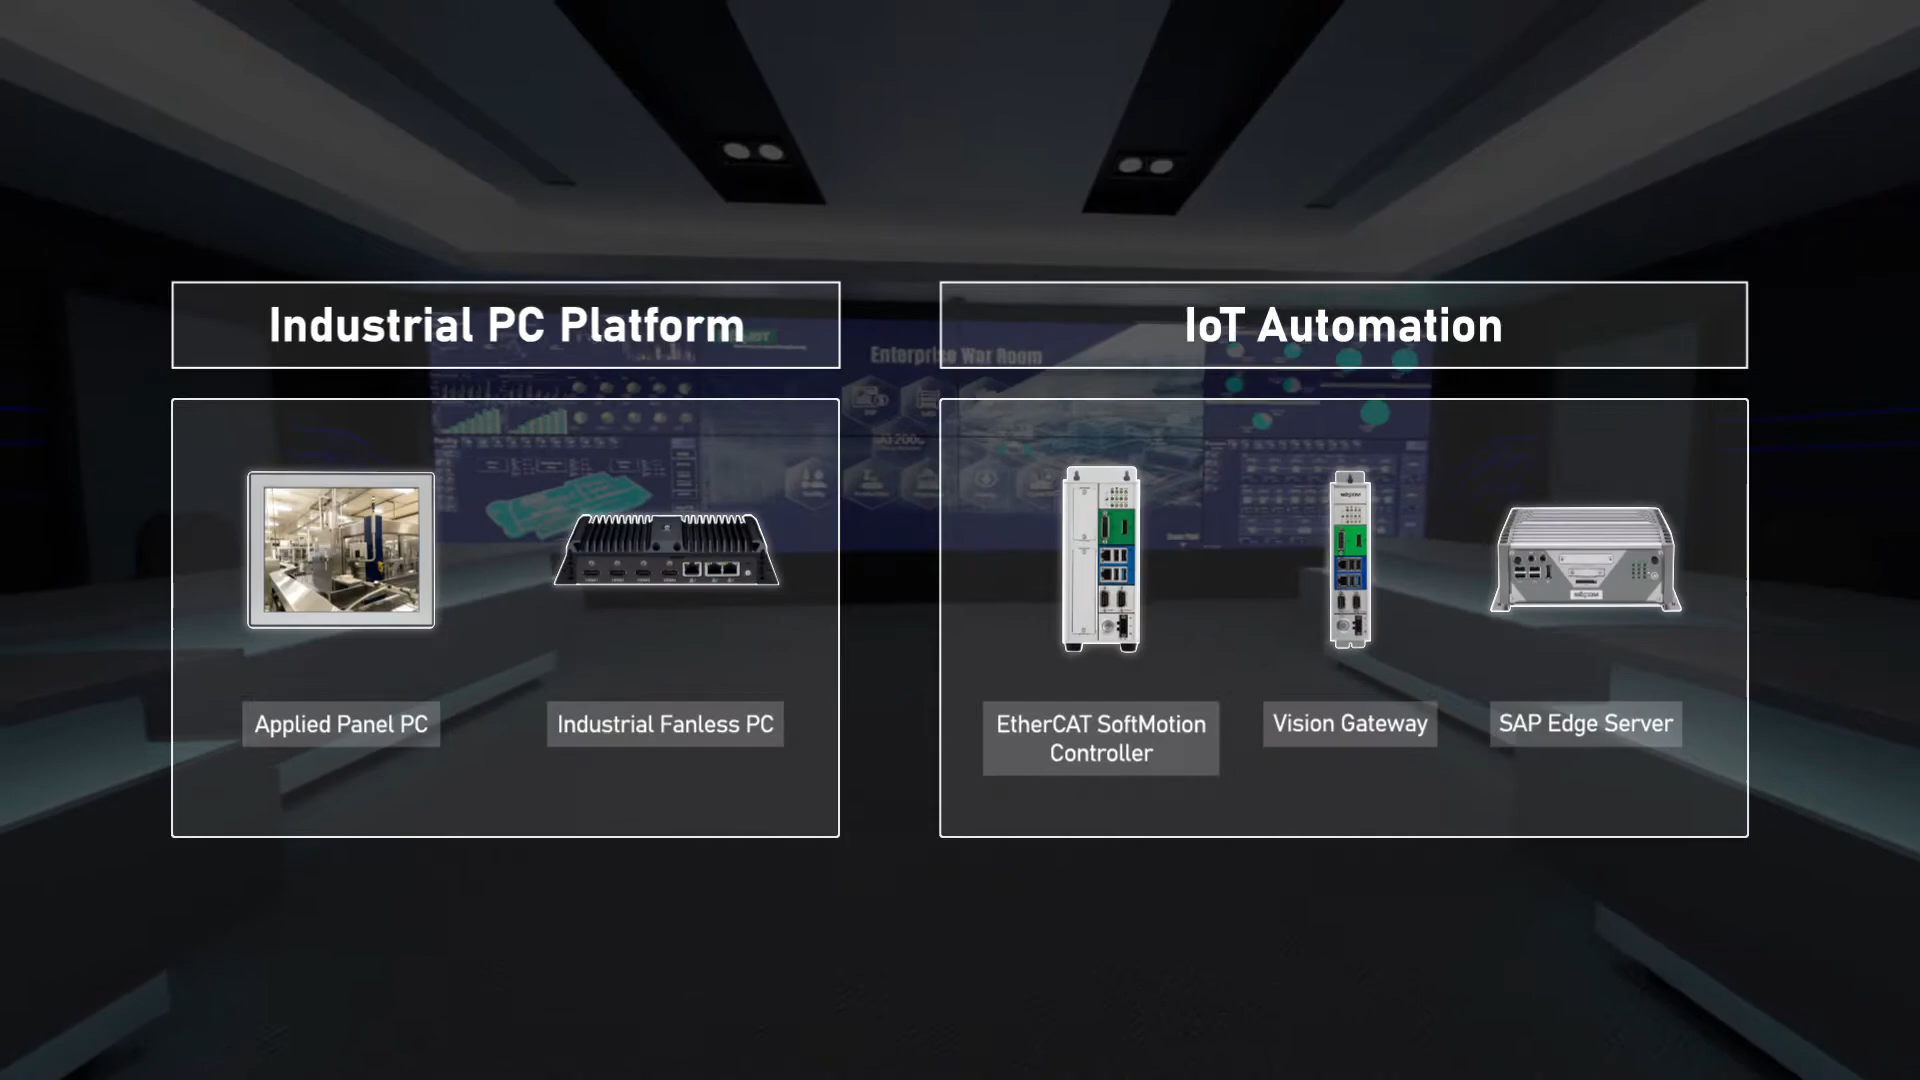 Industrial PC Platform
IoT Automation
Enterprise War Room
Applied Panel PC
Industrial Fanless PC
EtherCAT SoftMotion
Controller
Vision Gateway
SAP Edge Server